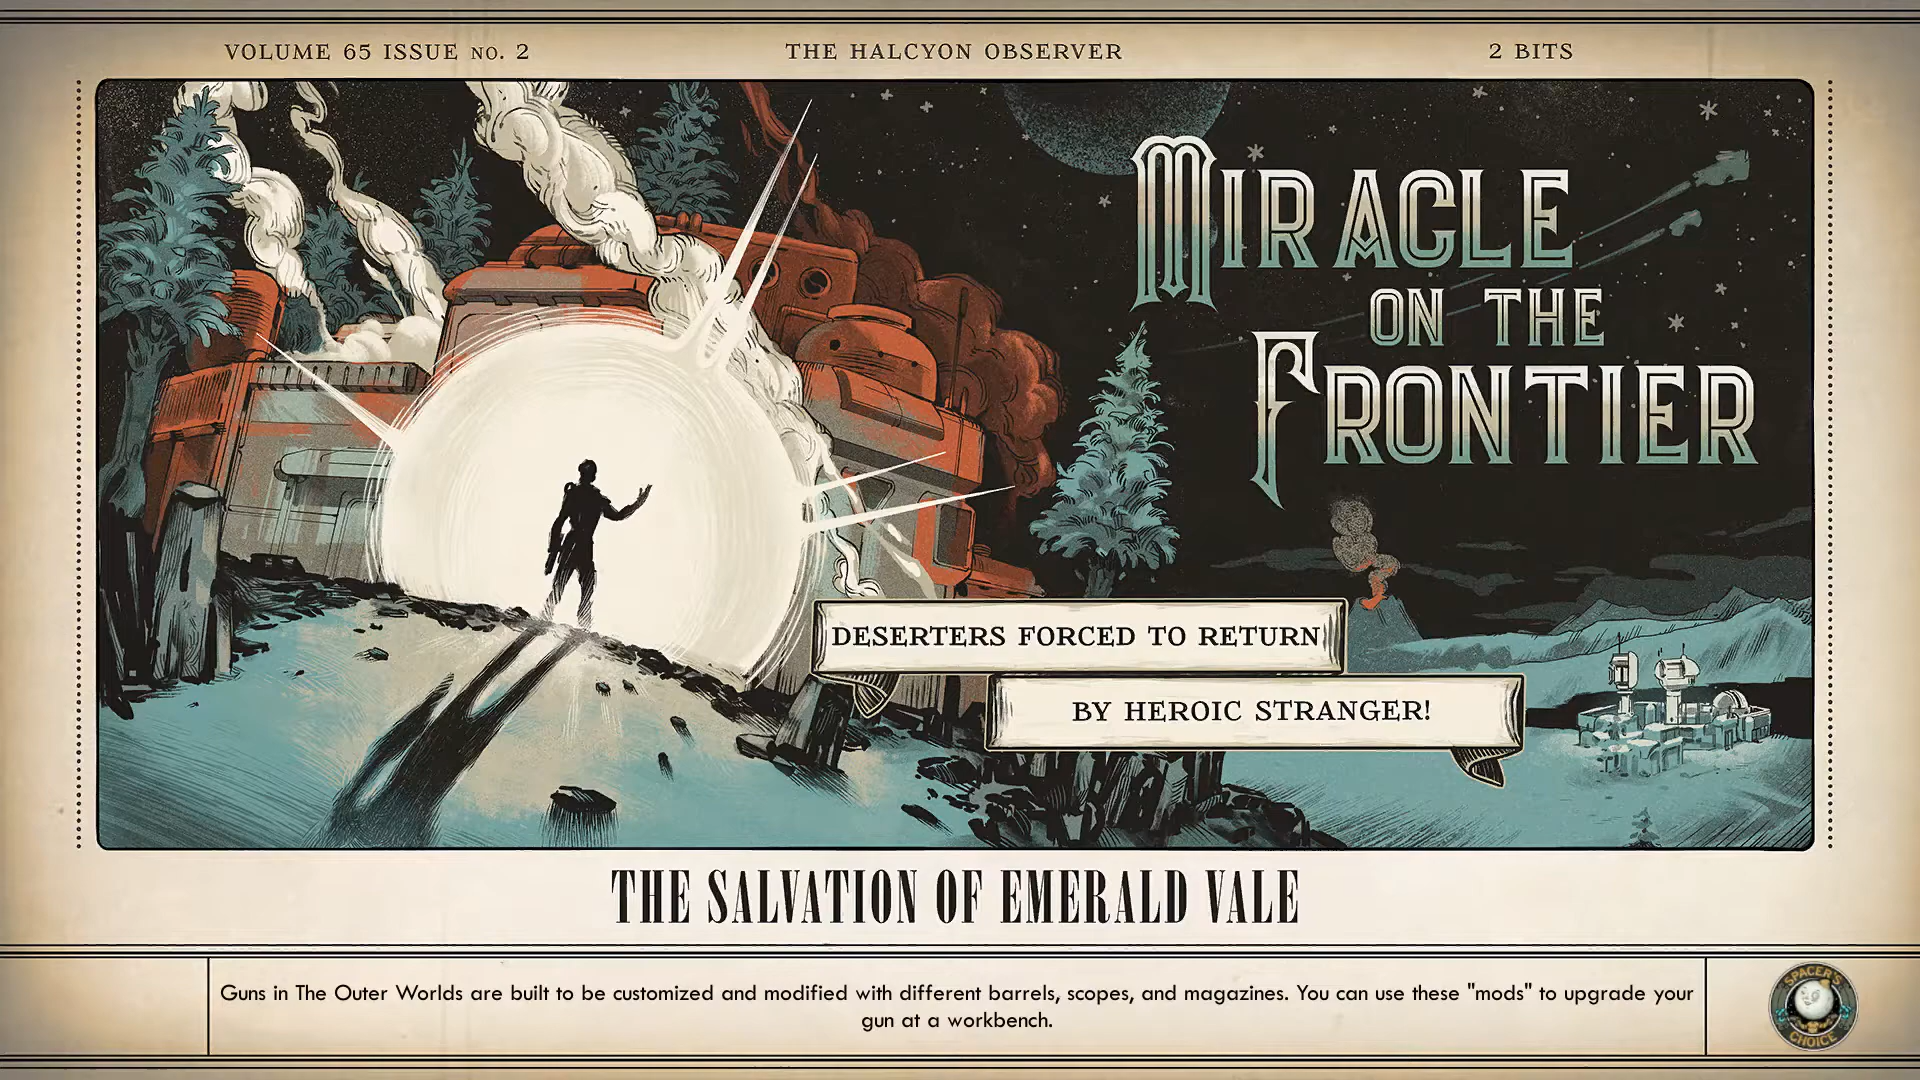 VOLUME 65 ISSUE NO. 2
THE HALCYON OBSERVER
2 BITS
MIRACLE
ON THE
FRONTIER
DESERTERS FORCED TO RETURN
BY HEROIC STRANGER!
THE SALVATION OF EMERALD VALE
Guns in The Outer Worlds are built to be customized and modified with different barrels, scopes, and magazines. You can use these "mods" to upgrade your
gun at a workbench.
SPACER'S
CHOICE